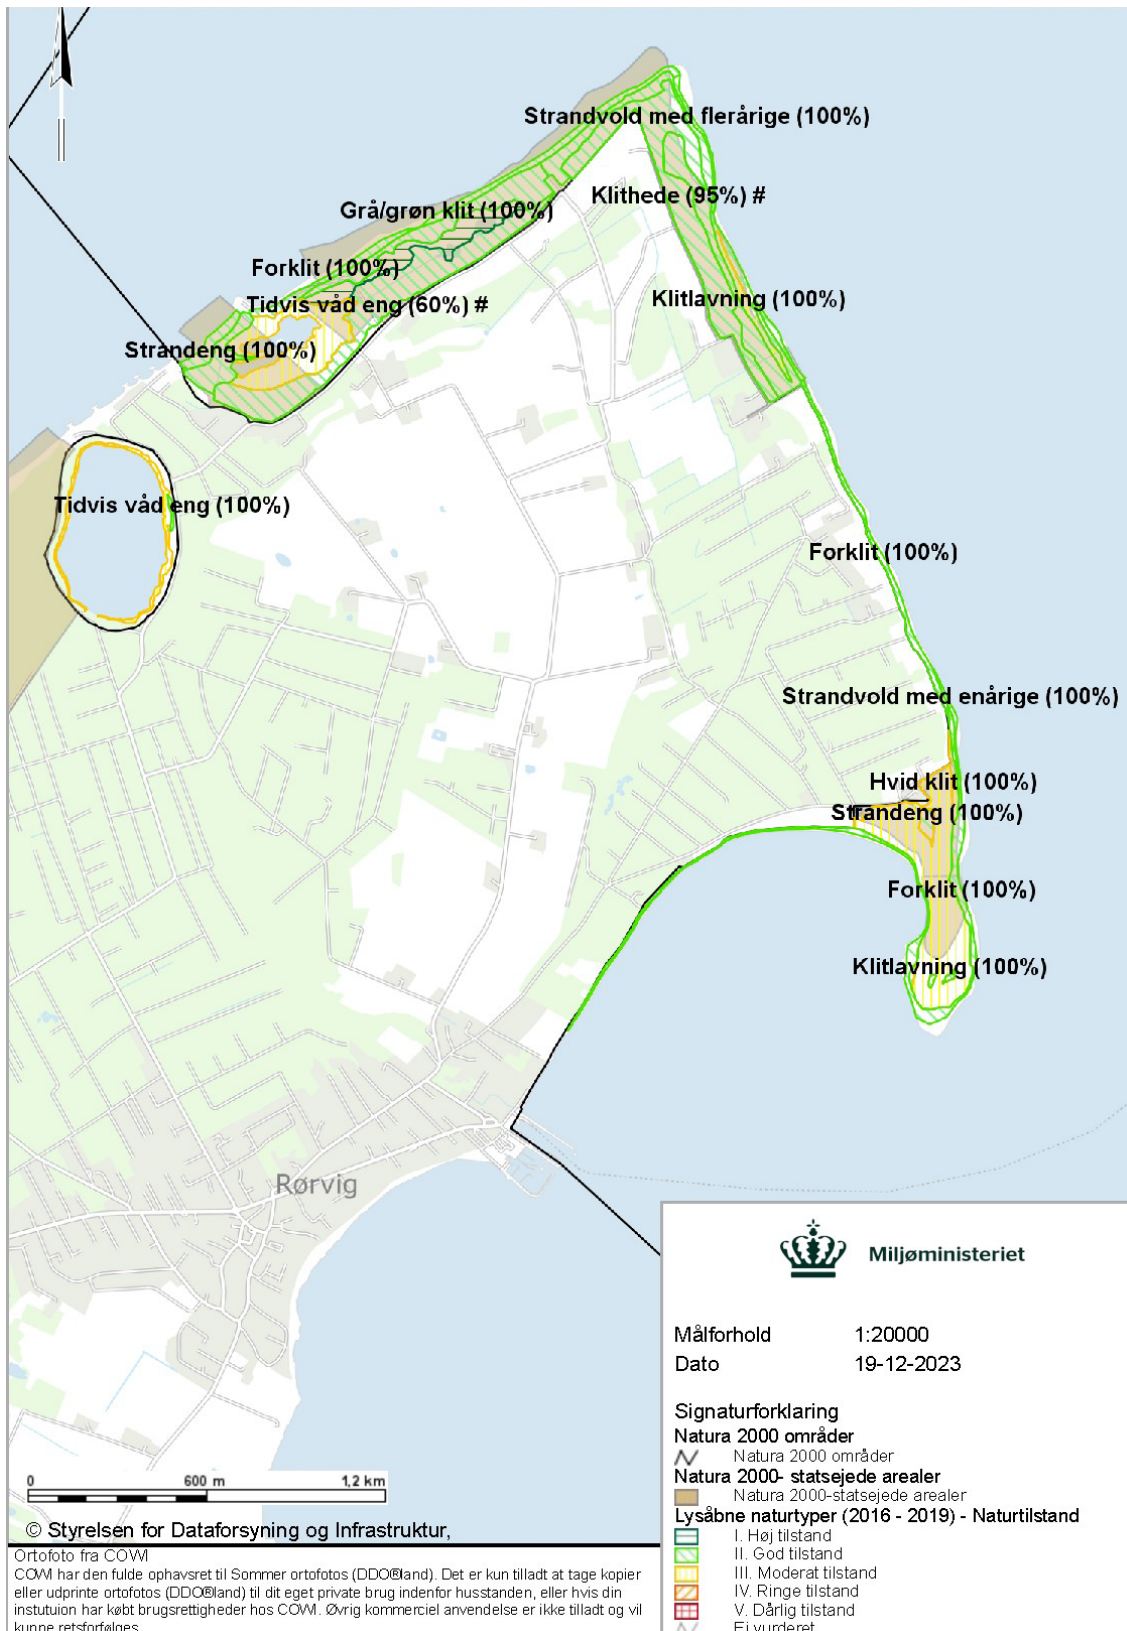 Strandvold med flerårige (100%)
Klithede (95%) #
Grå/grøn klit (100%)
Forklit (100%)
Tidvis våd eng (60%) #
Klitlavning (100%)
Strandeng (100%)
Tidvis våd eng (100%)
Forklit (100%)
Strandvold med enårige (100%)
Hvid klit (100%)
Strandeng (100%)
Forklit (100%)
Klitlavning (100%)
Rørvig
Miljøministeriet
Målforhold 1:20000
Dato 19-12-2023
Signaturforklaring
Natura 2000 områder
Natura 2000 områder
Natura 2000- statsejede arealer
Natura 2000-statsejede arealer
Lysåbne naturtyper (2016 - 2019) - Naturtilstand
I. Høj tilstand
II. God tilstand
III. Moderat tilstand
IV. Ringe tilstand
V. Dårlig tilstand
Ej vurderet
0 600 m 1,2 km
© Styrelsen for Dataforsyning og Infrastruktur,
Ortofoto fra COWI
COWI har den fulde ophavsret til Sommer ortofotos (DDO®land). Det er kun tilladt at tage kopier
eller udprinte ortofotos (DDO®land) til dit eget private brug indenfor husstanden, eller hvis din
instutuion har købt brugsrettigheder hos COWI. Øvrig kommerciel anvendelse er ikke tilladt og vil
kunne retsforfølges